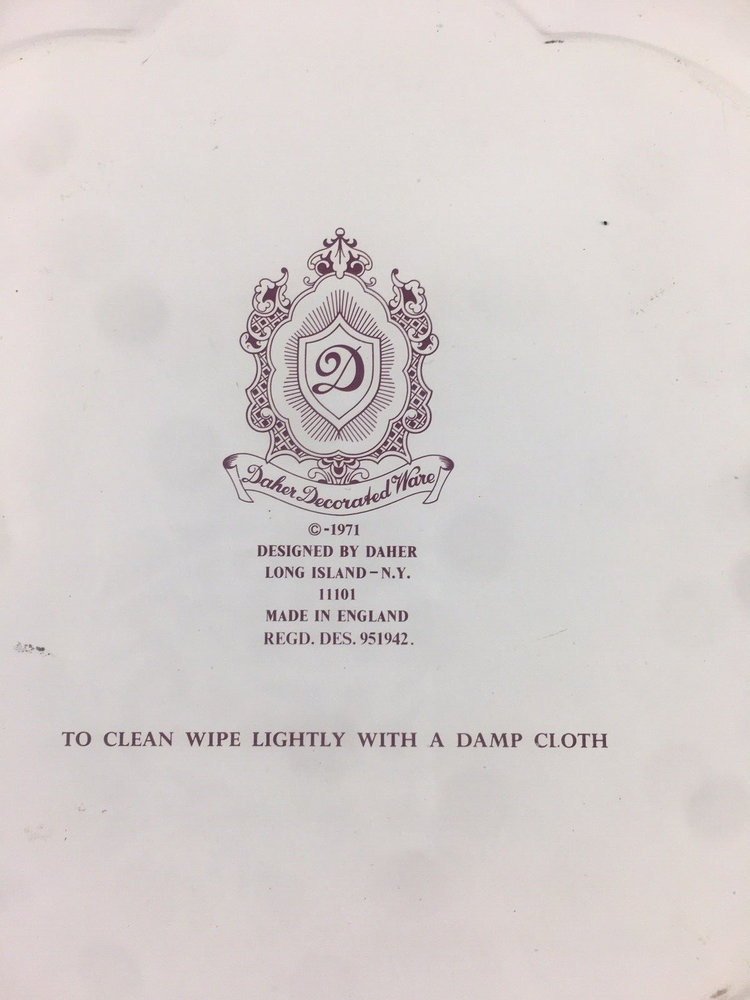 D
Daher Decorated Ware
©-1971
DESIGNED BY DAHER
LONG ISLAND-N.Y.
11101
MADE IN ENGLAND
REGD. DES. 951942.
TO CLEAN WIPE LIGHTLY WITH A DAMP CLOTH